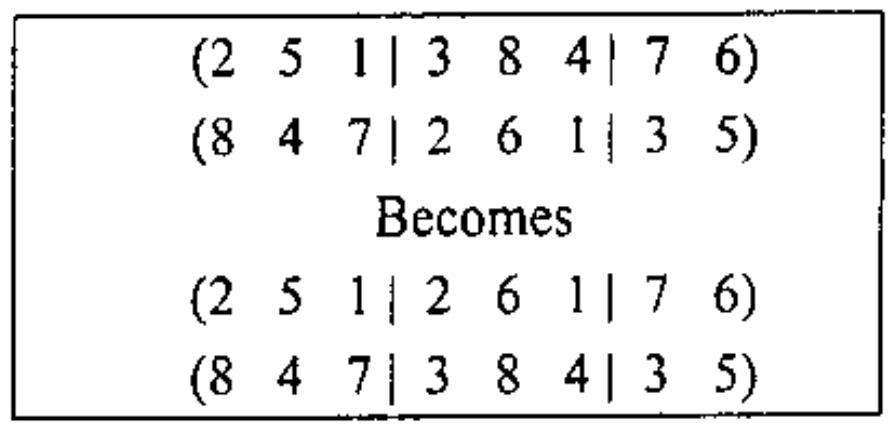 (2 5 1 | 3 8 4 | 7 6)
(8 4 7 | 2 6 1 | 3 5)
Becomes
(2 5 1 | 2 6 1 | 7 6)
(8 4 7 | 3 8 4 | 3 5)